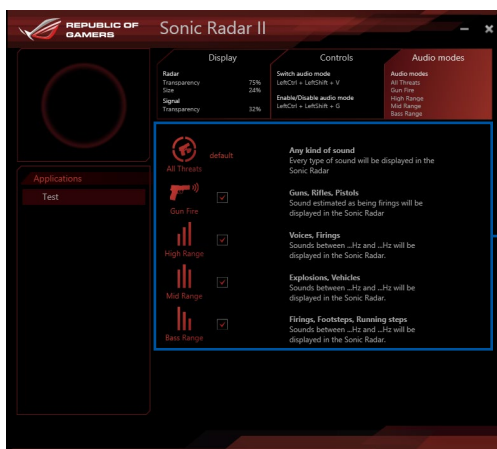 REPUBLIC OF
GAMERS
Sonic Radar II
Display
Controls
Audio modes
Radar
Transparency 75%
Size 24%
Signal
Transparency 32%
Switch audio mode
LeftCtrl + LeftShift + V
Enable/Disable audio mode
LeftCtrl + LeftShift + G
Audio modes
All Threats
Gun Fire
High Range
Mid Range
Bass Range
Applications
Test
All Threats
default
Any kind of sound
Every type of sound will be displayed in the
Sonic Radar
Gun Fire
Guns, Rifles, Pistols
Sound estimated as being firings will be
displayed in the Sonic Radar
High Range
Voices, Firings
Sounds between ...Hz and ...Hz will be
displayed in the Sonic Radar.
Mid Range
Explosions, Vehicles
Sounds between ...Hz and ...Hz will be
displayed in the Sonic Radar.
Bass Range
Firings, Footsteps, Running steps
Sounds between ...Hz and ...Hz will be
displayed in the Sonic Radar.